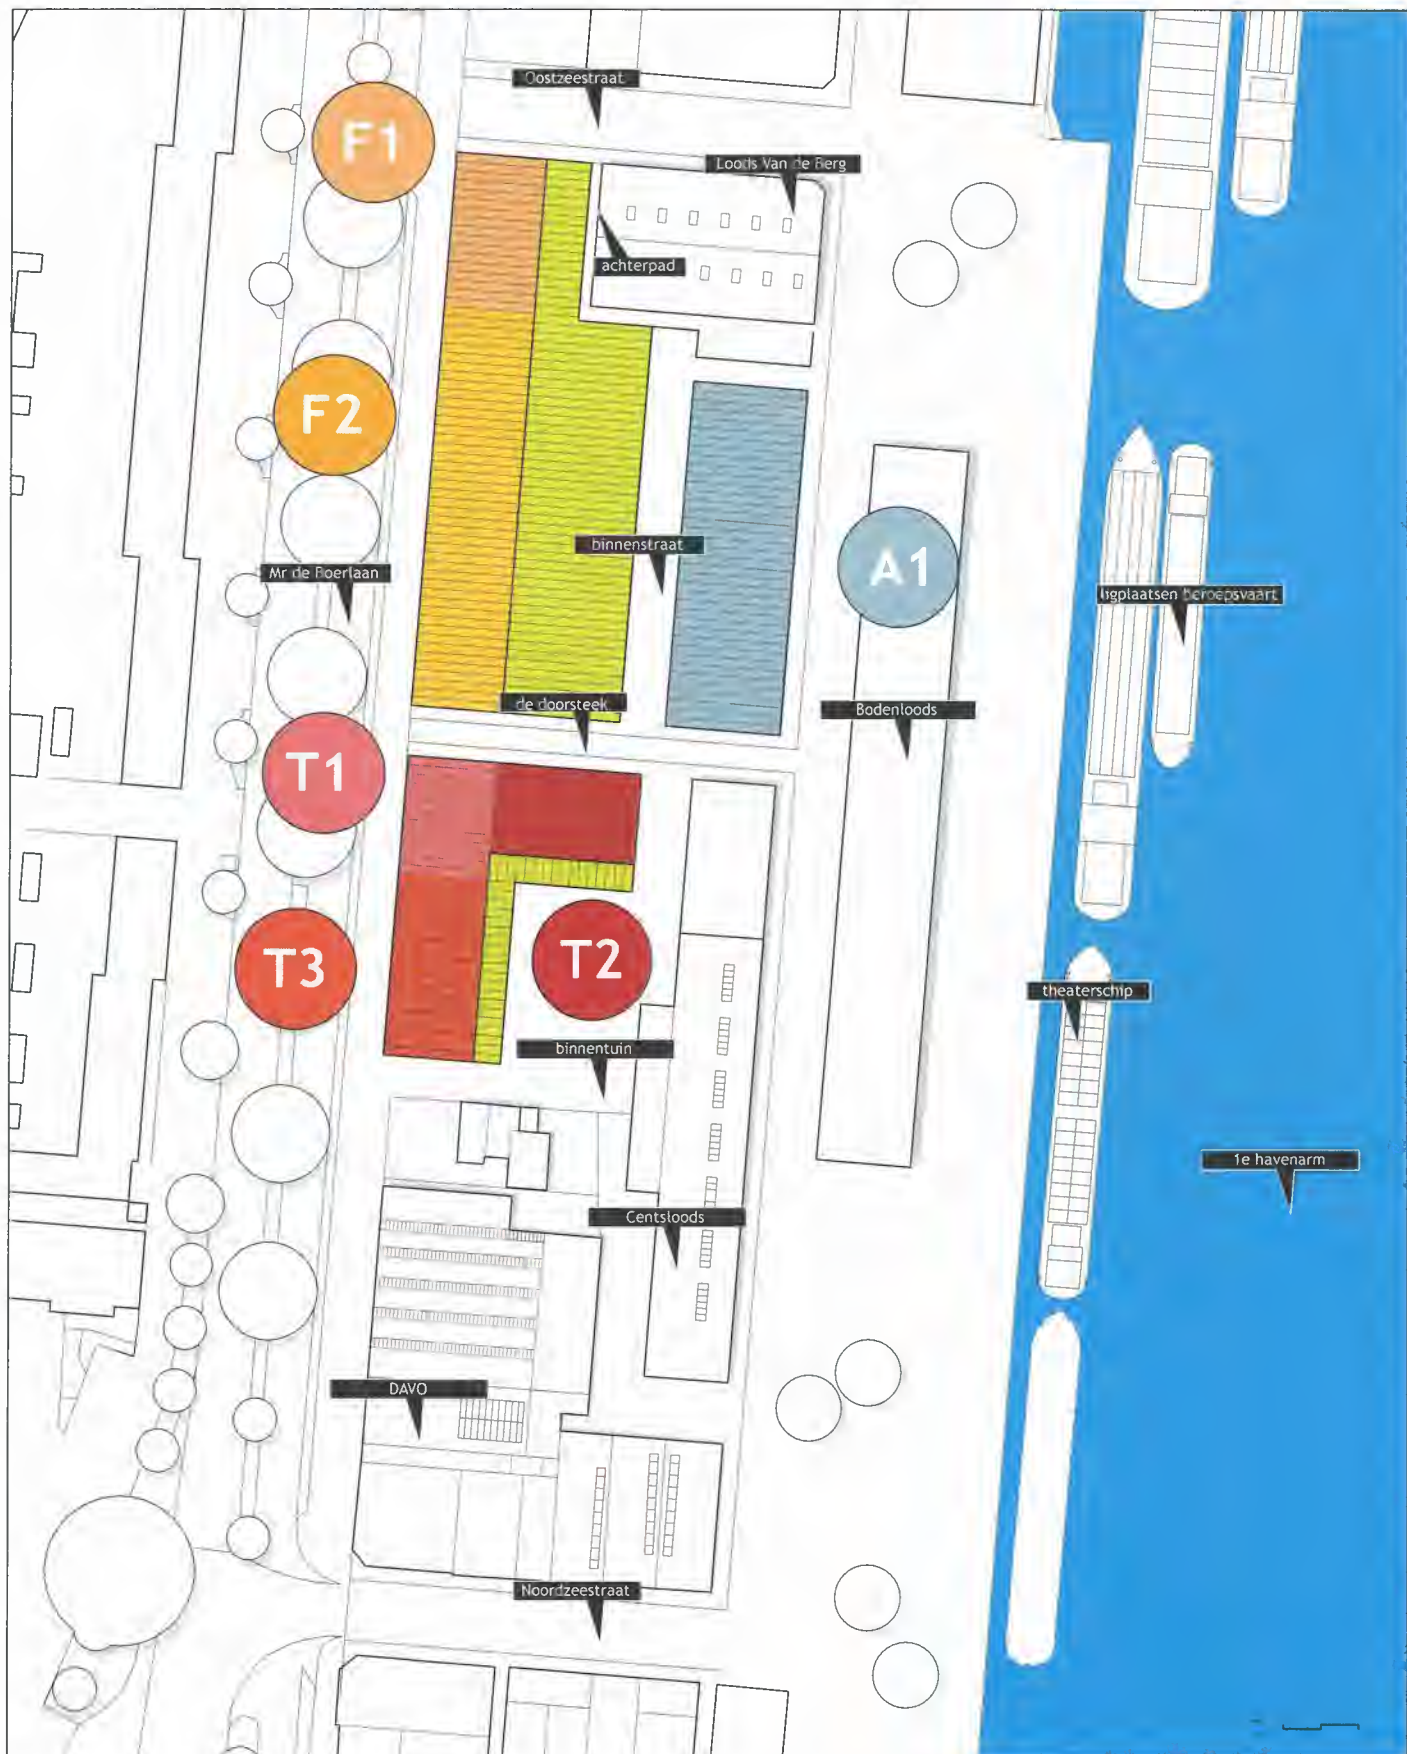 Oostzeestraat
F1
Loods Van de Berg
achterpad
F2
binnenstraat
A1
Mr de Boerlaan
ligplaatsen beroepsvaart
de doorsteek
Bodenloods
T1
T2
T3
theaterschip
binnentuin
1e havenarm
Centsloods
DAVO
Noordzeestraat